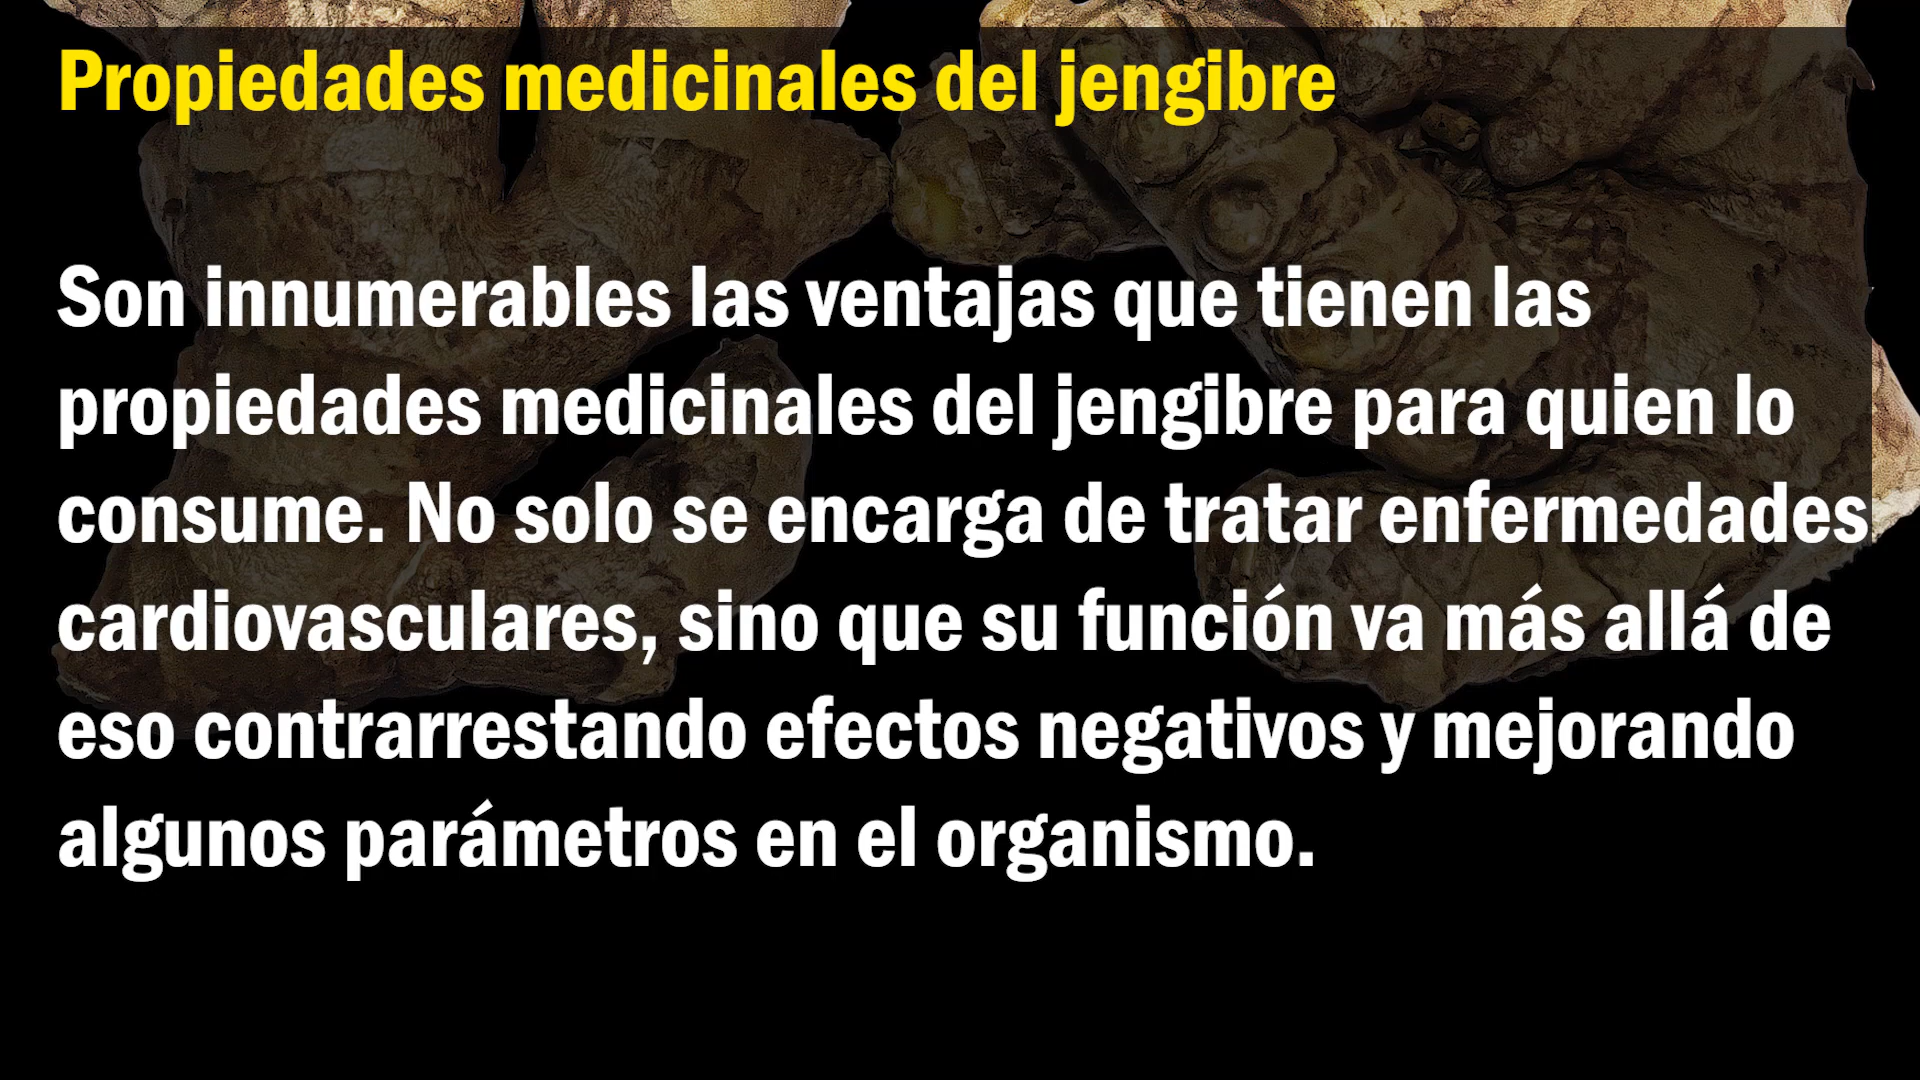 Propiedades medicinales del jengibre
Son innumerables las ventajas que tienen las
propiedades medicinales del jengibre para quien lo
consume. No solo se encarga de tratar enfermedades
cardiovasculares, sino que su función va más allá de
eso contrarrestando efectos negativos y mejorando
algunos parámetros en el organismo.